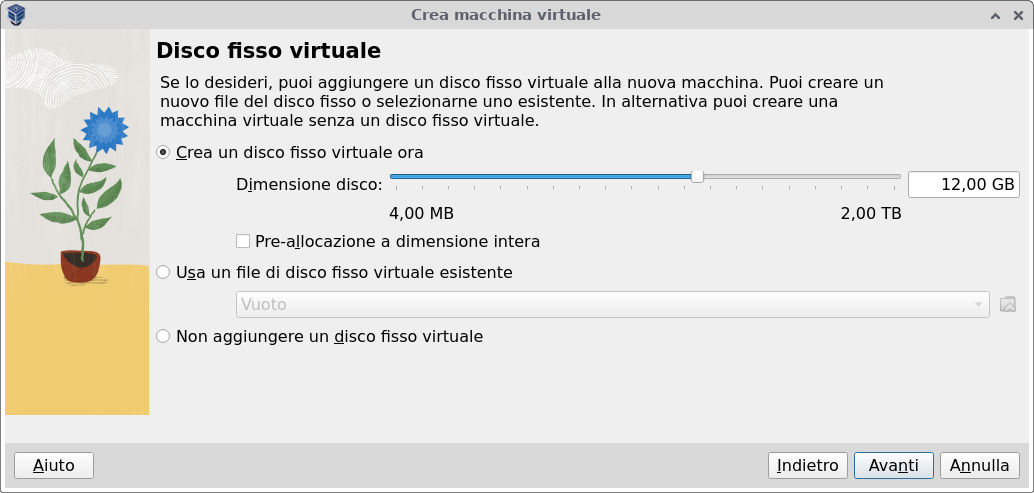 Crea macchina virtuale
Disco fisso virtuale
Se lo desideri, puoi aggiungere un disco fisso virtuale alla nuova macchina. Puoi creare un
nuovo file del disco fisso o selezionarne uno esistente. In alternativa puoi creare una
macchina virtuale senza un disco fisso virtuale.
Crea un disco fisso virtuale ora
Dimensione disco: 12,00 GB
4,00 MB 2,00 TB
Pre-allocazione a dimensione intera
Usa un file di disco fisso virtuale esistente
Vuoto
Non aggiungere un disco fisso virtuale
Aiuto Indietro Avanti Annulla